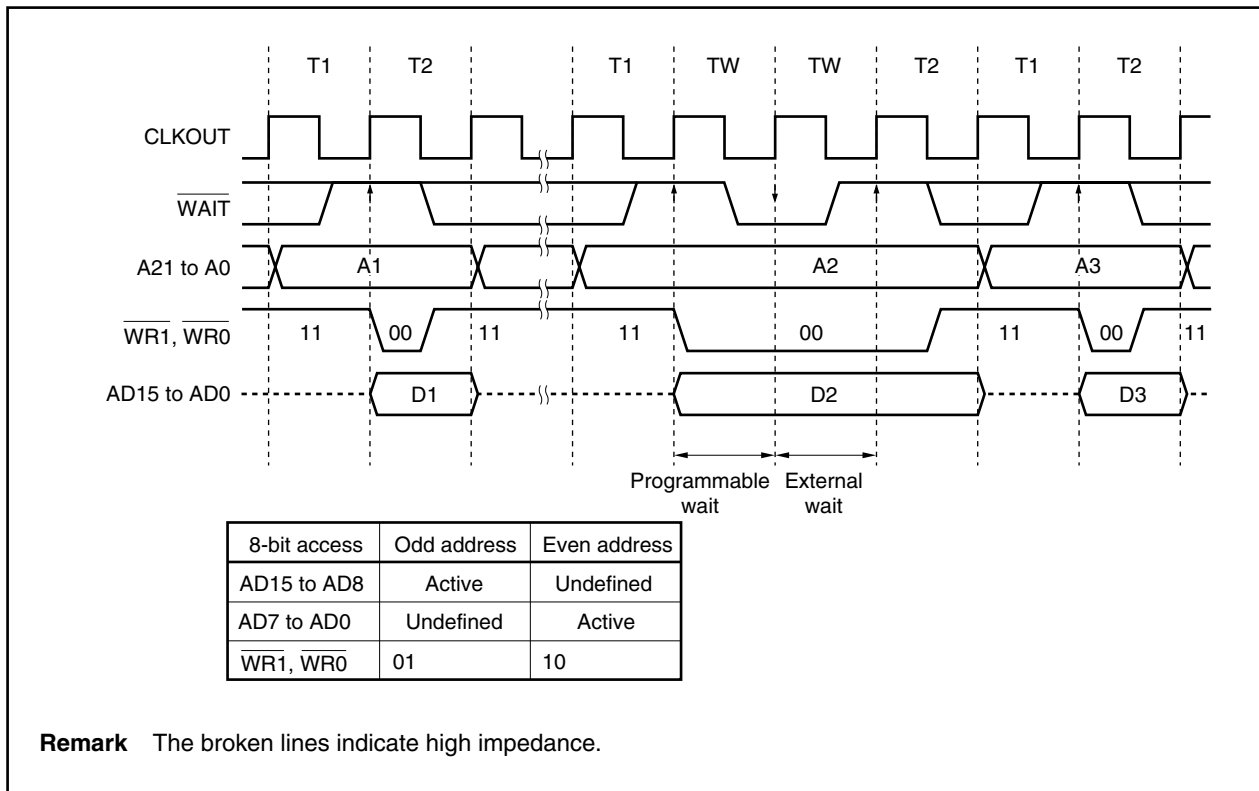 T1 T2 T1 TW TW T2 T1 T2
CLKOUT
WAIT
A21 to A0 A1 A2 A3
WR1, WR0 11 00 11 11 00 11 00 11
AD15 to AD0 D1 D2 D3
Programmable wait
External wait
8-bit access Odd address Even address
AD15 to AD8 Active Undefined
AD7 to AD0 Undefined Active
WR1, WR0 01 10
Remark The broken lines indicate high impedance.